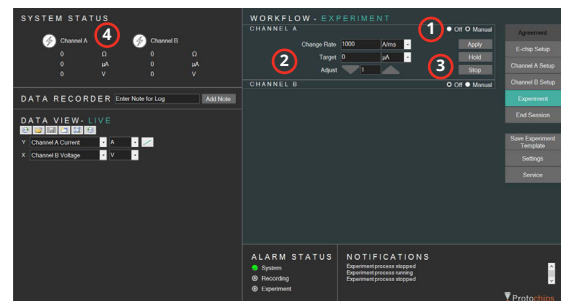 SYSTEM STATUS
4
Channel A
Channel B
0 Ω 0 Ω
0 µA 0 µA
0 V 0 V
DATA RECORDER Enter Note for Log Add Note
DATA VIEW- LIVE
Y Channel A Current A
X Channel B Voltage V
WORKFLOW - EXPERIMENT
CHANNEL A
1
Off Manual
Change Rate 1000 A/ms Apply
2
Target 0 µA Hold
3
Adjust 1 Stop
CHANNEL B Off Manual
Agreement
E-chip Setup
Channel A Setup
Channel B Setup
Experiment
End Session
Save Experiment
Template
Settings
Service
ALARM STATUS
System
Recording
Experiment
NOTIFICATIONS
Experiment process stopped
Experiment process running
Experiment process stopped
Protochips